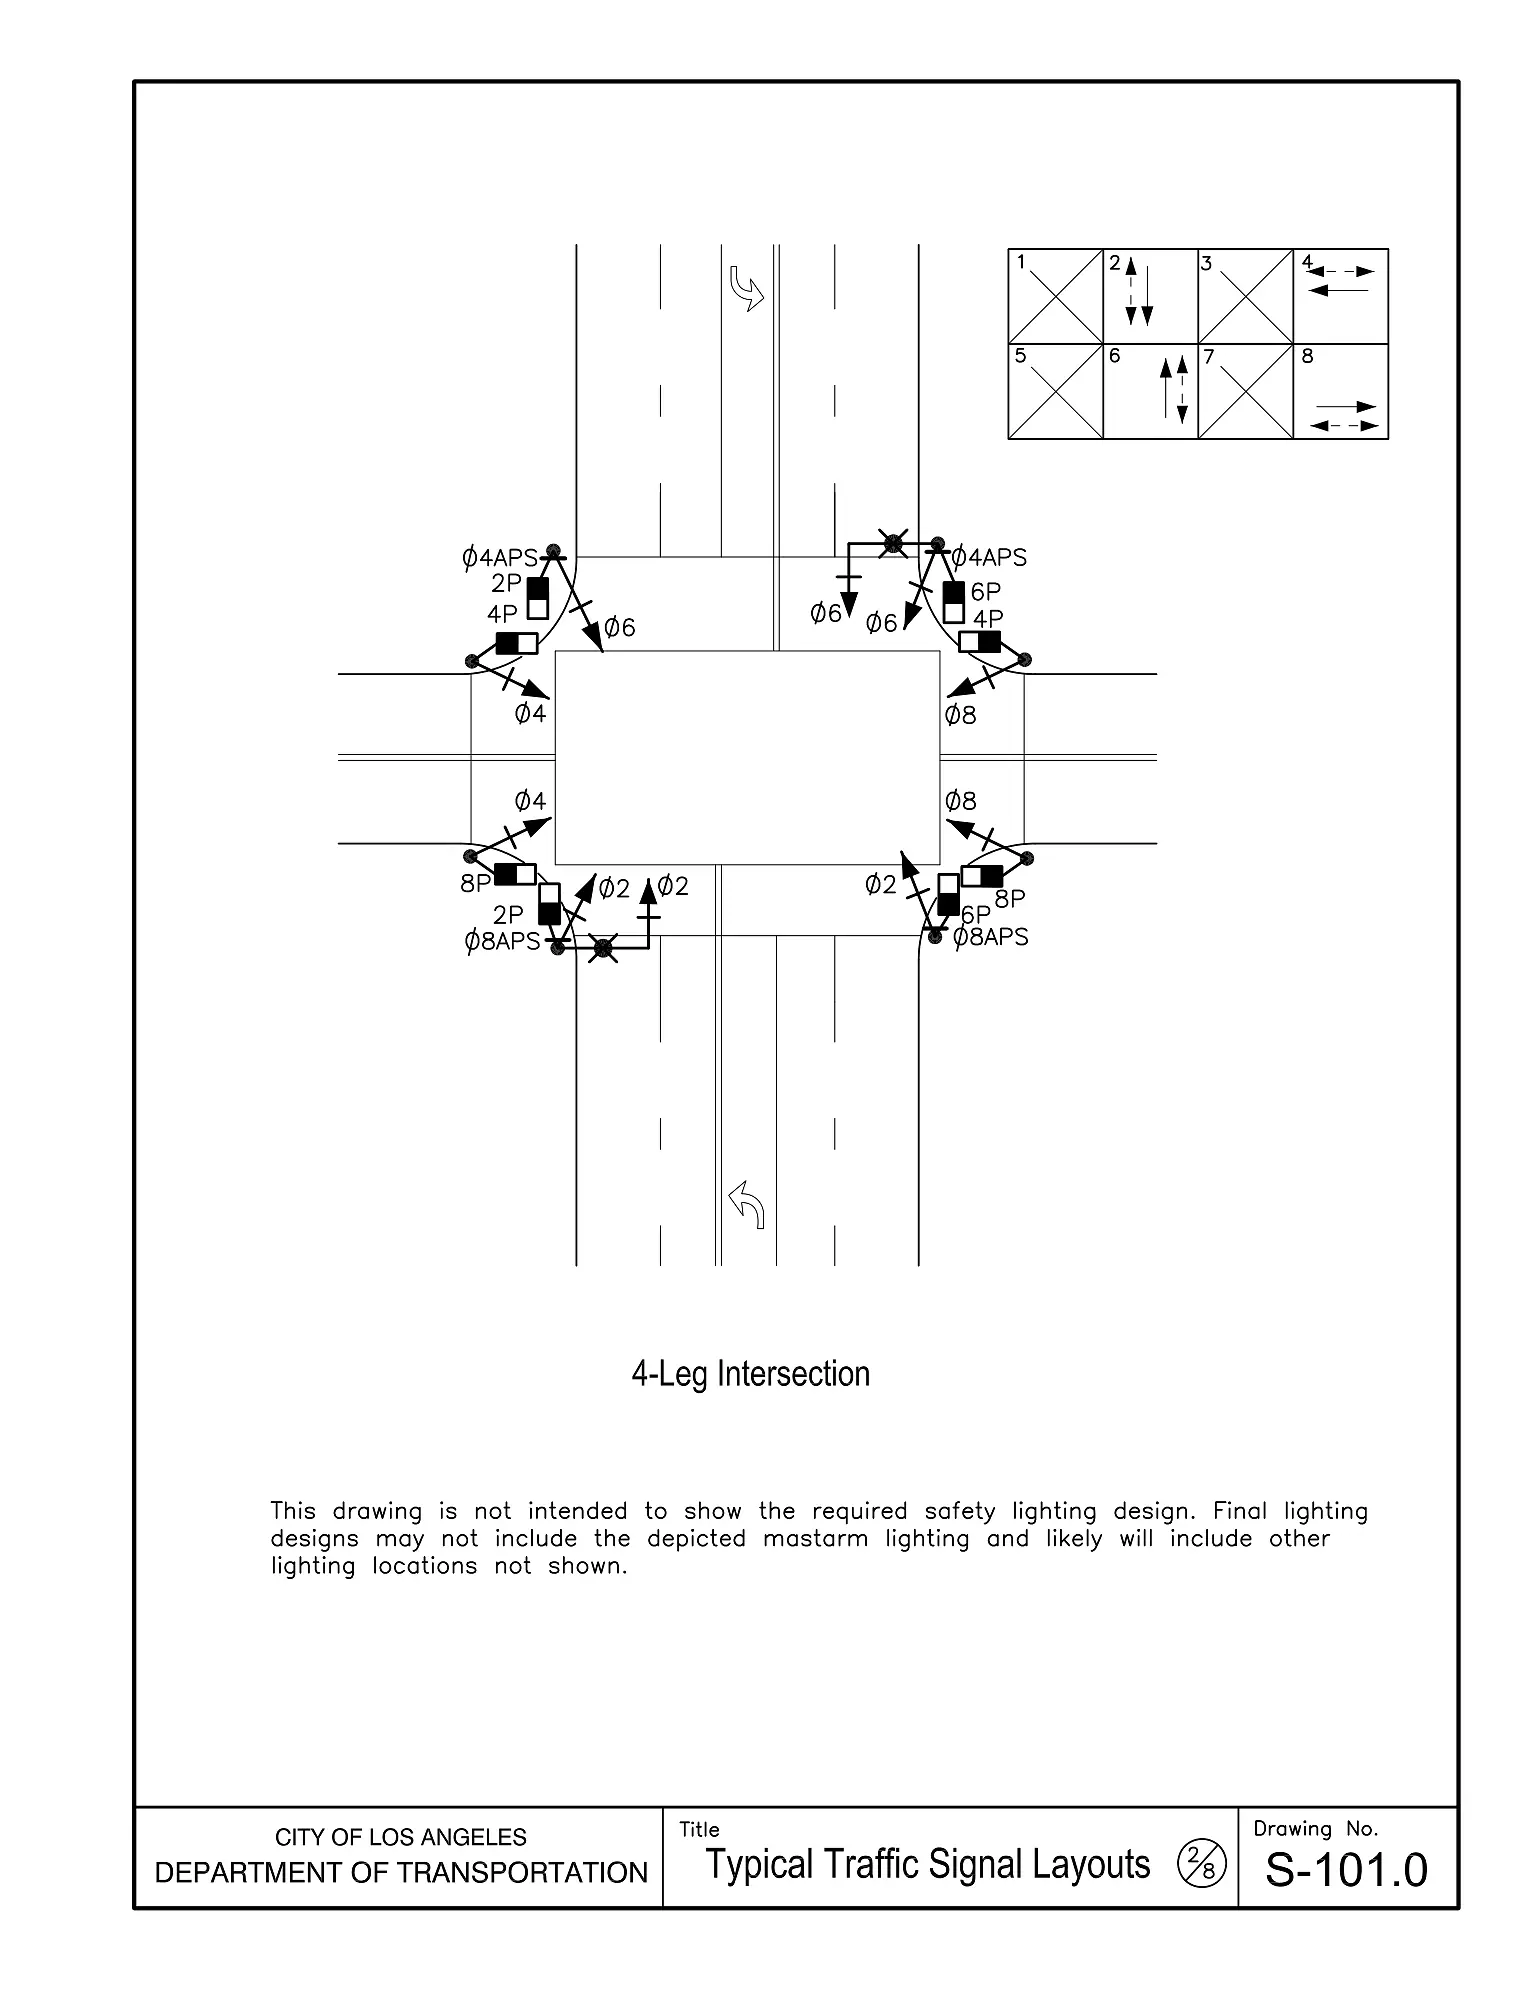 1 2 3 4
5 6 7 8
Ø4APS Ø4APS
2P 6P
4P Ø6 Ø6 Ø6 4P
Ø4 Ø8
Ø4 Ø8
8P Ø2 Ø2 Ø2 8P
2P 6P
Ø8APS Ø8APS
4-Leg Intersection
This drawing is not intended to show the required safety lighting design. Final lighting
designs may not include the depicted mastarm lighting and likely will include other
lighting locations not shown.
CITY OF LOS ANGELES
DEPARTMENT OF TRANSPORTATION
Title
Typical Traffic Signal Layouts 2/8
Drawing No.
S-101.0